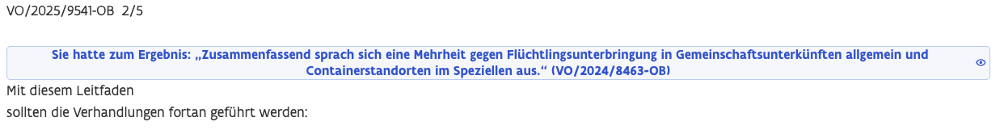 VO/2025/9541-OB 2/5
Sie hatte zum Ergebnis: „Zusammenfassend sprach sich eine Mehrheit gegen Flüchtlingsunterbringung in Gemeinschaftsunterkünften allgemein und
Containerstandorten im Speziellen aus.“ (VO/2024/8463-OB)
Mit diesem Leitfaden
sollten die Verhandlungen fortan geführt werden: